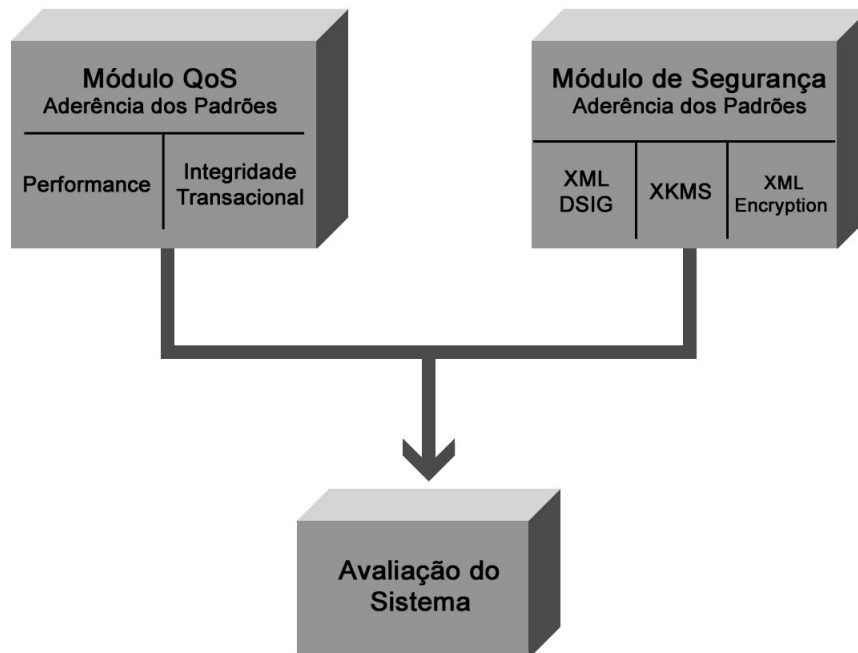 Módulo QoS
Aderência dos Padrões
Performance
Integridade
Transacional
Módulo de Segurança
Aderência dos Padrões
XML
DSIG
XKMS
XML
Encryption
Avaliação do
Sistema